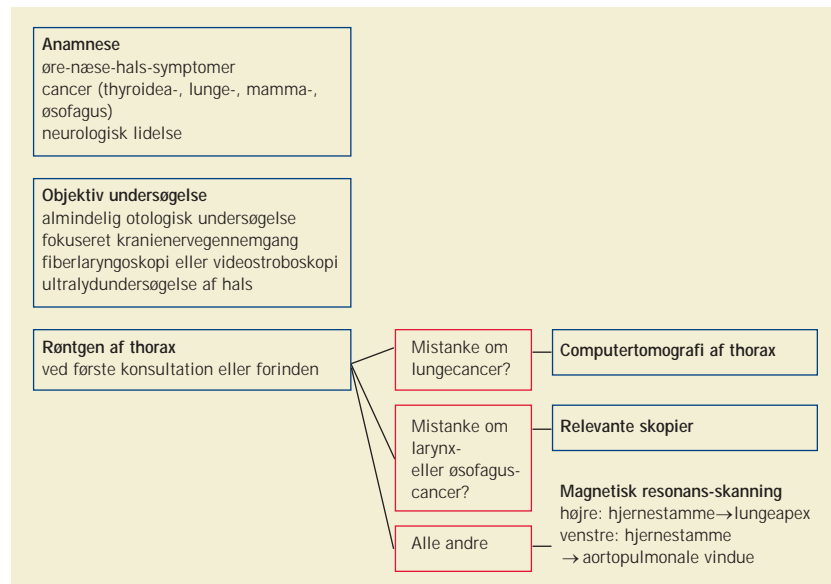 Anamnese
øre-næse-hals-symptomer
cancer (thyroidea-, lunge-, mamma-,
øsofagus)
neurologisk lidelse
Objektiv undersøgelse
almindelig otologisk undersøgelse
fokuseret kranienervegennemgang
fiberlaryngoskopi eller videostroboskopi
ultralydundersøgelse af hals
Røntgen af thorax
ved første konsultation eller forinden
Mistanke om
lungecancer?
Computertomografi af thorax
Mistanke om
larynx-
eller øsofagus-
cancer?
Relevante skopier
Alle andre
Magnetisk resonans-skanning
højre: hjernestamme→lungeapex
venstre: hjernestamme
→ aortopulmonale vindue